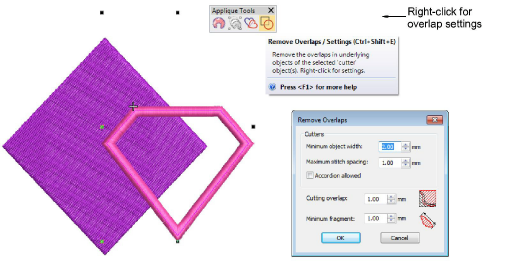 Right-click for
overlap settings
Applique Tools
Remove Overlaps / Settings (Ctrl+Shift+E)
Remove the overlaps in underlying
objects of the selected 'cutter'
object(s). Right-click for settings.
Press <F1> for more help
Remove Overlaps
Cutters
Minimum object width: 1.00 mm
Maximum stitch spacing: 1.00 mm
Accordion allowed
Cutting overlap: 1.00 mm
Minimum fragment: 1.00 mm
OK Cancel